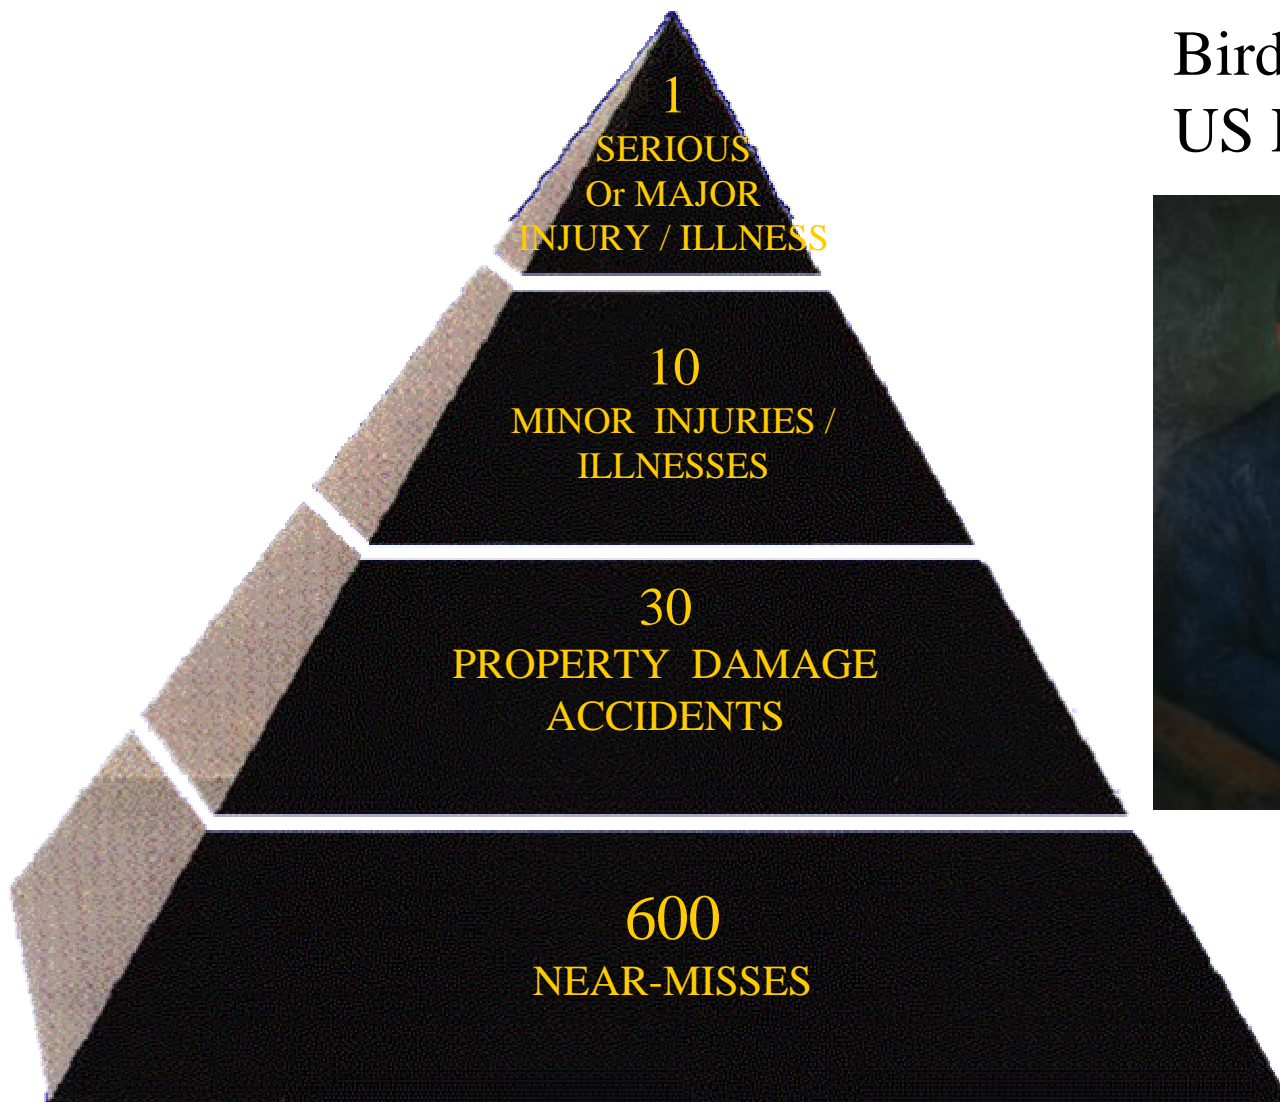 1
SERIOUS
Or MAJOR
INJURY / ILLNESS
10
MINOR INJURIES /
ILLNESSES
30
PROPERTY DAMAGE
ACCIDENTS
600
NEAR-MISSES
Bird
US